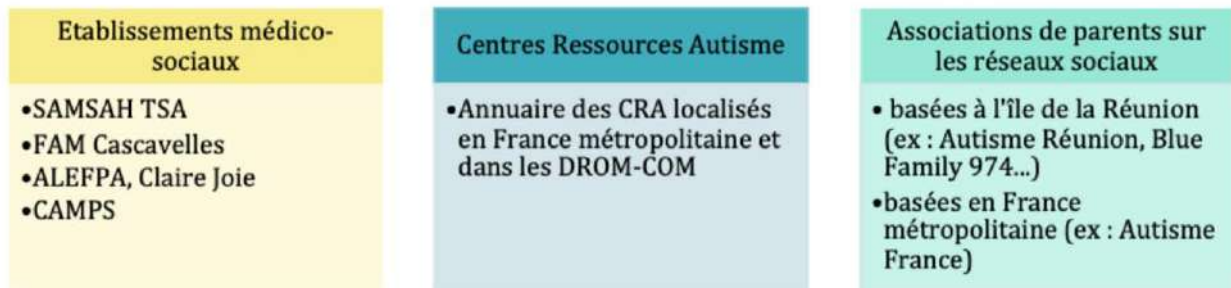 Etablissements médico-
sociaux
•SAMSAH TSA
•FAM Cascavelles
•ALEFPA, Claire Joie
•CAMPS
Centres Ressources Autisme
•Annuaire des CRA localisés
en France métropolitaine et
dans les DROM-COM
Associations de parents sur
les réseaux sociaux
• basées à l'île de la Réunion
(ex : Autisme Réunion, Blue
Family 974...)
•basées en France
métropolitaine (ex : Autisme
France)